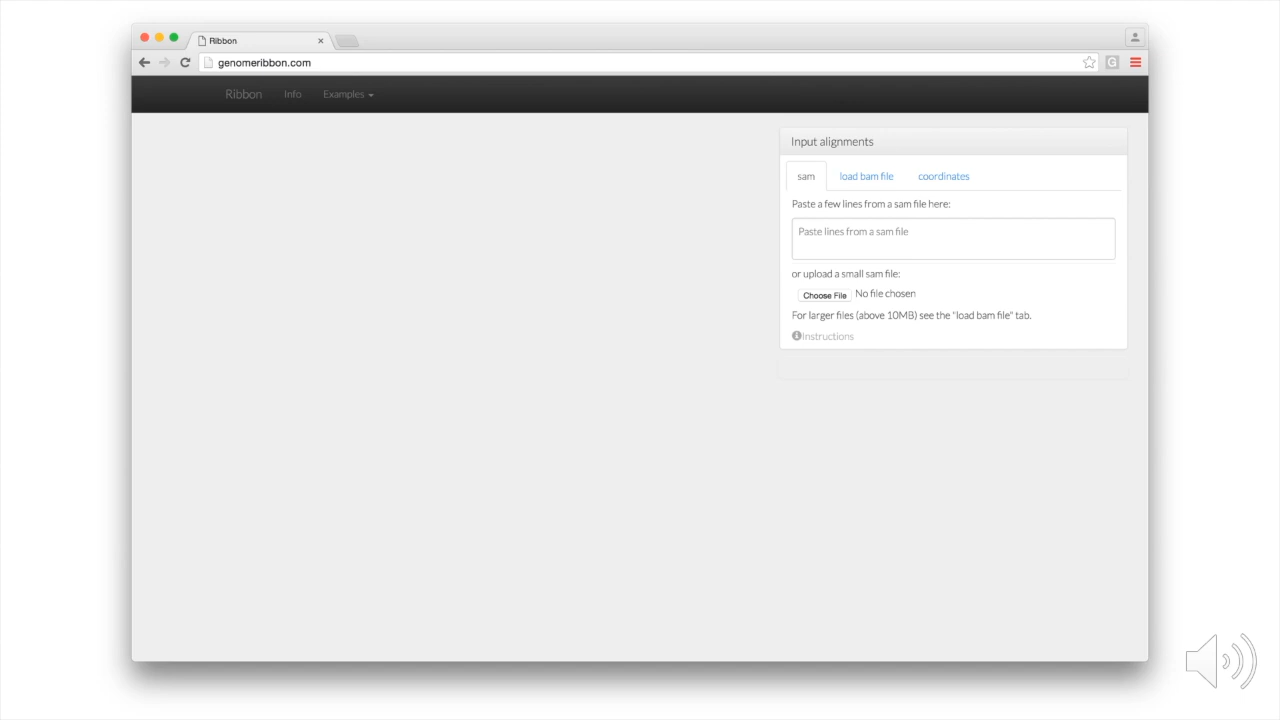 Ribbon
genomeribbon.com
G
Ribbon Info Examples
Input alignments
sam load bam file coordinates
Paste a few lines from a sam file here:
Paste lines from a sam file
or upload a small sam file:
Choose File No file chosen
For larger files (above 10MB) see the "load bam file" tab.
Instructions